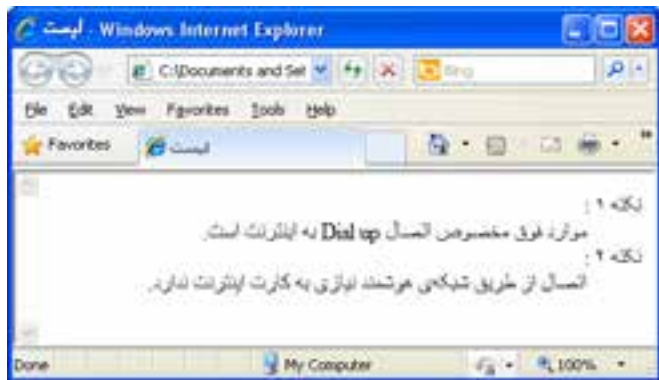 لیست - Windows Internet Explorer
C:\Documents and Set
Bing
File Edit View Favorites Tools Help
Favorites
لیست
نکته ۱ :
موارد فوق مخصوص اتصال Dial up به اینترنت است.
نکته ۲ :
اتصال از طریق شبکه‌ی هوشمند نیازی به کارت اینترنت ندارد.
Done
My Computer
100%